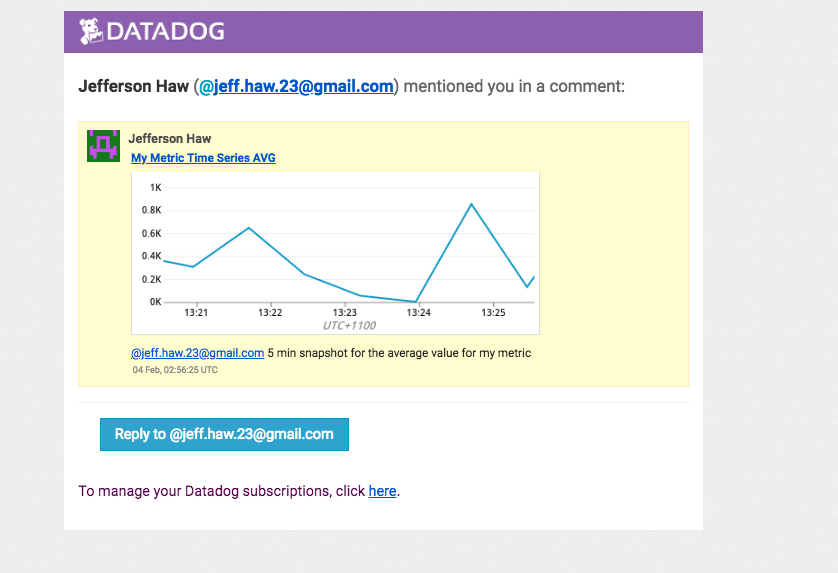 DATADOG
Jefferson Haw (@jeff.haw.23@gmail.com) mentioned you in a comment:
Jefferson Haw
My Metric Time Series AVG
1K
0.8K
0.6K
0.4K
0.2K
0K
13:21 13:22 13:23 13:24 13:25
UTC+1100
@jeff.haw.23@gmail.com 5 min snapshot for the average value for my metric
04 Feb, 02:56:25 UTC
Reply to @jeff.haw.23@gmail.com
To manage your Datadog subscriptions, click here.